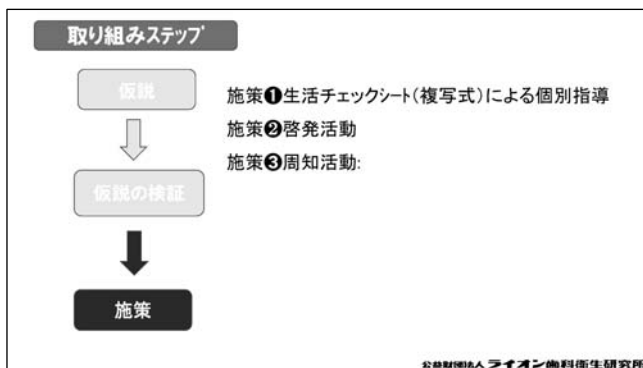 取り組みステップ
仮説
施策❶生活チェックシート（複写式）による個別指導
施策❷啓発活動
施策❸周知活動:
仮説の検証
施策
公益財団法人 ライオン歯科衛生研究所